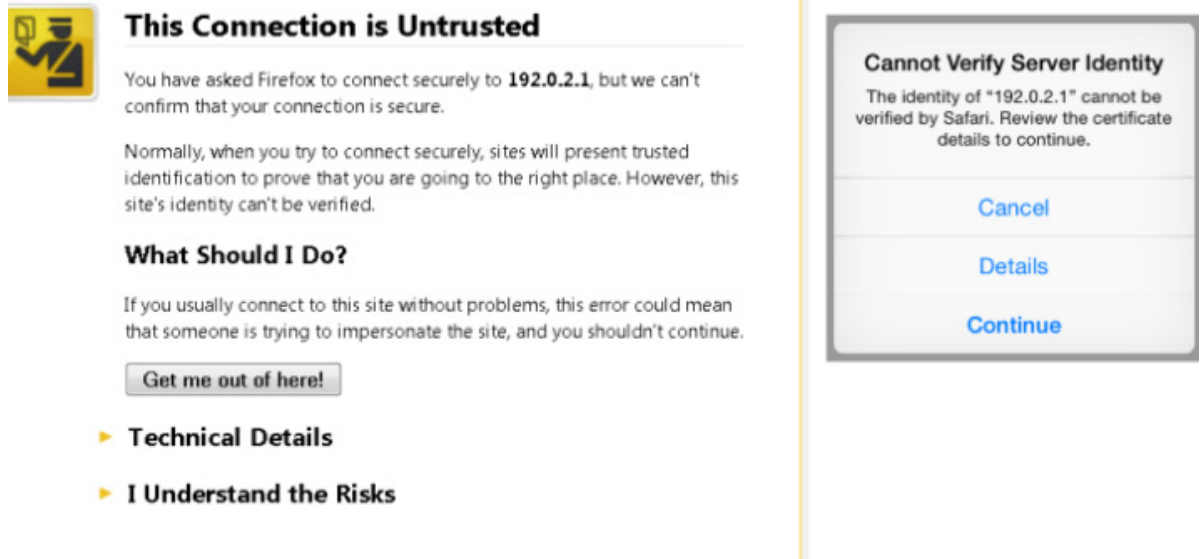 This Connection is Untrusted
You have asked Firefox to connect securely to 192.0.2.1, but we can't
confirm that your connection is secure.
Normally, when you try to connect securely, sites will present trusted
identification to prove that you are going to the right place. However, this
site's identity can't be verified.
What Should I Do?
If you usually connect to this site without problems, this error could mean
that someone is trying to impersonate the site, and you shouldn't continue.
Get me out of here!
Technical Details
I Understand the Risks
Cannot Verify Server Identity
The identity of "192.0.2.1" cannot be
verified by Safari. Review the certificate
details to continue.
Cancel
Details
Continue